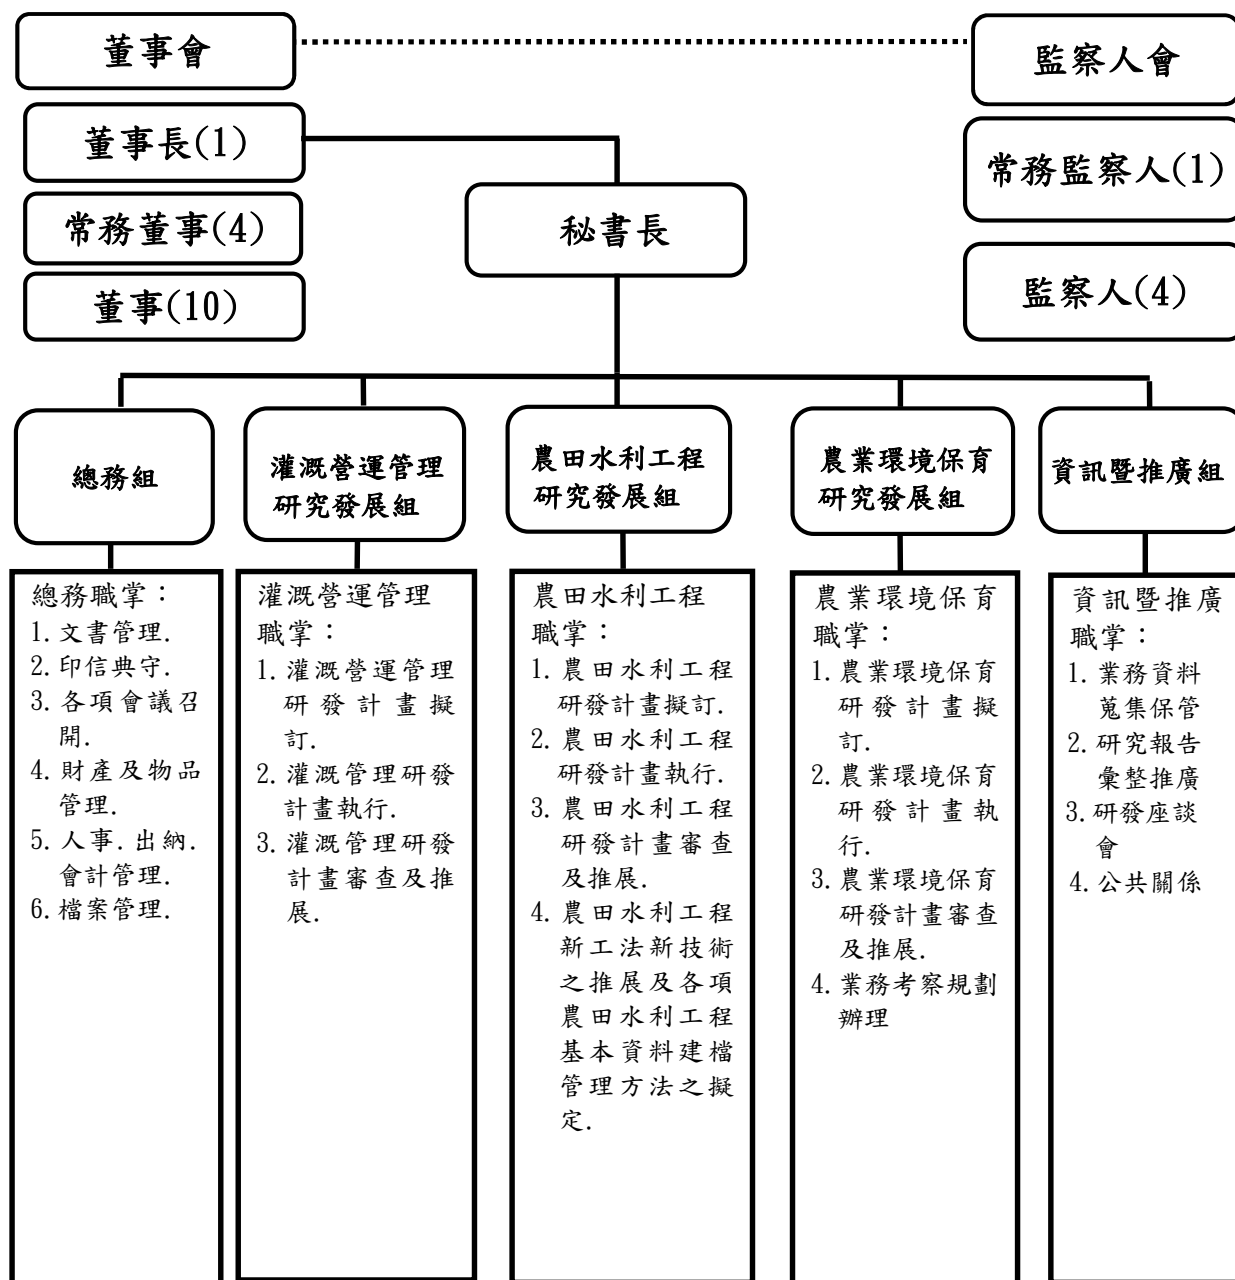 董事會
監察人會
董事長(1)
常務監察人(1)
常務董事(4)
秘書長
董事(10)
監察人(4)
總務組
灌溉營運管理
研究發展組
農田水利工程
研究發展組
農業環境保育
研究發展組
資訊暨推廣組
總務職掌：
1.文書管理.
2.印信典守.
3.各項會議召
開.
4.財產及物品
管理.
5.人事.出納.
會計管理.
6.檔案管理.
灌溉營運管理
職掌：
1.灌溉營運管理
研發計畫擬
訂.
2.灌溉管理研發
計畫執行.
3.灌溉管理研發
計畫審查及推
展.
農田水利工程
職掌：
1.農田水利工程
研發計畫擬訂.
2.農田水利工程
研發計畫執行.
3.農田水利工程
研發計畫審查
及推展.
4.農田水利工程
新工法新技術
之推展及各項
農田水利工程
基本資料建檔
管理方法之擬
定.
農業環境保育
職掌：
1.農業環境保育
研發計畫擬
訂.
2.農業環境保育
研發計畫執
行.
3.農業環境保育
研發計畫審查
及推展.
4.業務考察規劃
辦理
資訊暨推廣
職掌：
1.業務資料
蒐集保管
2.研究報告
彙整推廣
3.研發座談
會
4.公共關係